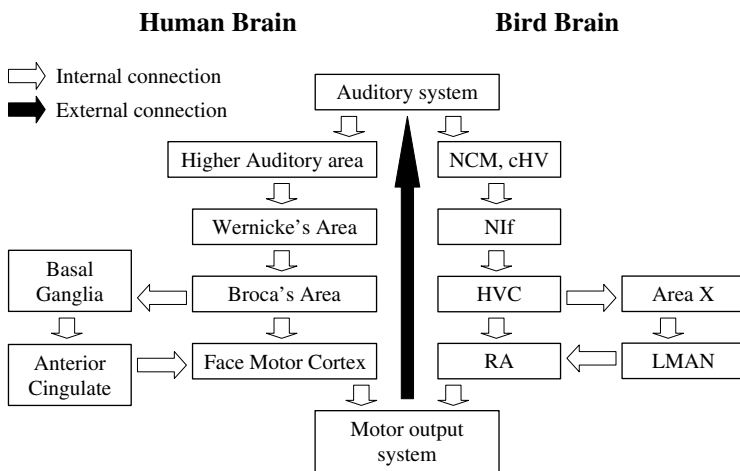 Human Brain
Bird Brain
Internal connection
External connection
Auditory system
Higher Auditory area
NCM, cHV
Wernicke's Area
NIf
Basal
Ganglia
Broca's Area
HVC
Area X
Anterior
Cingulate
Face Motor Cortex
RA
LMAN
Motor output
system